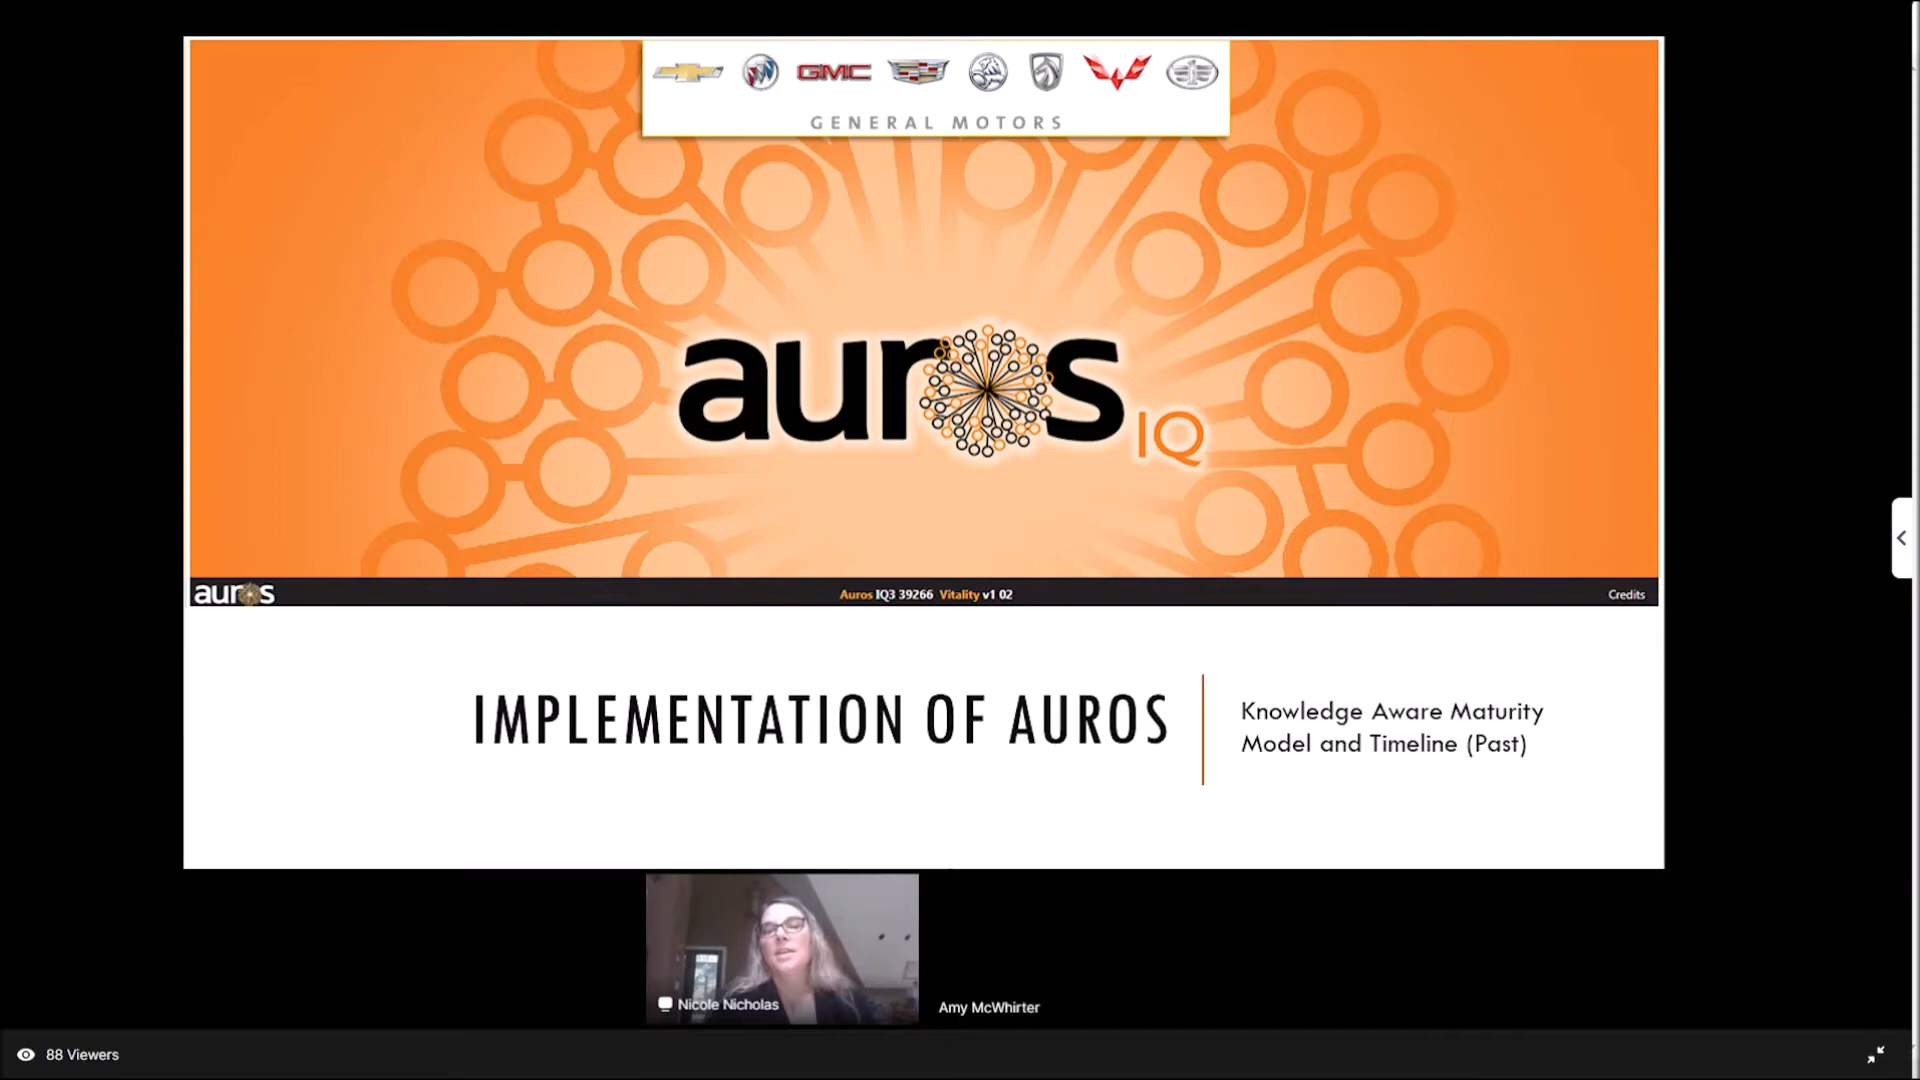 GMC
GENERAL MOTORS
auros IQ
auros
Auros IQ3 39266 Vitality v1 02
Credits
IMPLEMENTATION OF AUROS
Knowledge Aware Maturity
Model and Timeline (Past)
Nicole Nicholas
Amy McWhirter
88 Viewers